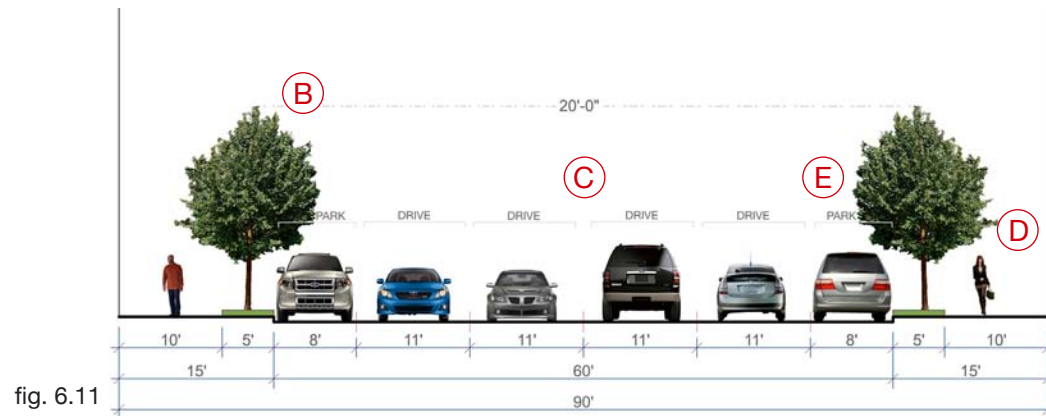 B
20'-0"
C
E
PARK DRIVE DRIVE DRIVE DRIVE PARK
D
10' 5' 8' 11' 11' 11' 11' 8' 5' 10'
15' 60' 15'
fig. 6.11
90'